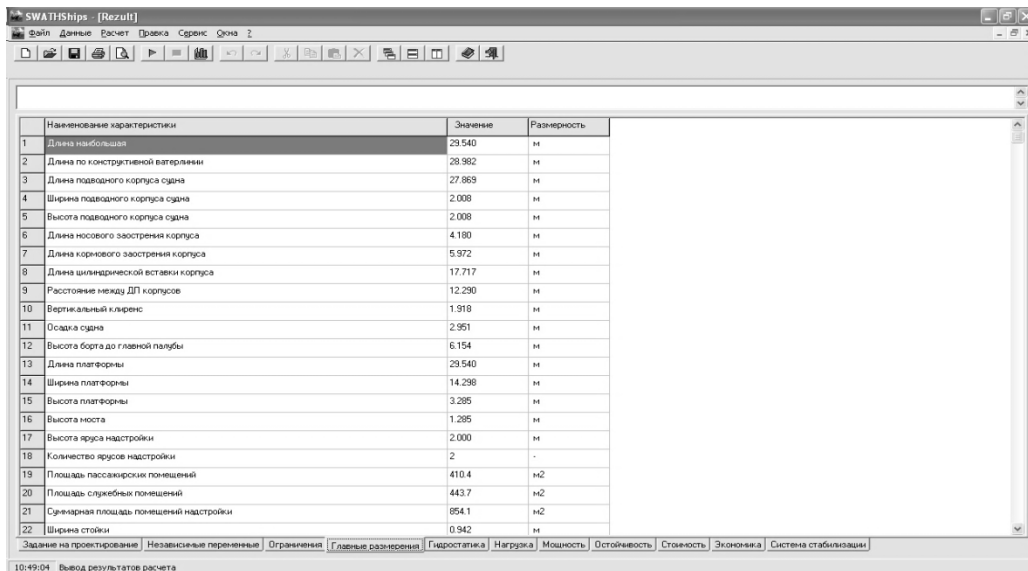 SWATHShips - [Rezult]
Файл Данные Расчет Правка Сервис Окна ?
Наименование характеристики Значение Размерность
1 Длина наибольшая 29.540 м
2 Длина по конструктивной ватерлинии 28.982 м
3 Длина подводного корпуса судна 27.869 м
4 Ширина подводного корпуса судна 2.008 м
5 Высота подводного корпуса судна 2.008 м
6 Длина носового заострения корпуса 4.180 м
7 Длина кормового заострения корпуса 5.972 м
8 Длина цилиндрической вставки корпуса 17.717 м
9 Расстояние между ДП корпусов 12.290 м
10 Вертикальный клиренс 1.918 м
11 Осадка судна 2.951 м
12 Высота борта до главной палубы 6.154 м
13 Длина платформы 29.540 м
14 Ширина платформы 14.298 м
15 Высота платформы 3.285 м
16 Высота моста 1.285 м
17 Высота яруса надстройки 2.000 м
18 Количество ярусов надстройки 2 -
19 Площадь пассажирских помещений 410.4 м2
20 Площадь служебных помещений 443.7 м2
21 Суммарная площадь помещений надстройки 854.1 м2
22 Ширина стойки 0.942 м
Задание на проектирование Независимые переменные Ограничения Главные размерения Гидростатика Нагрузка Мощность Остойчивость Стоимость Экономика Система стабилизации
10:49:04 Вывод результатов расчета